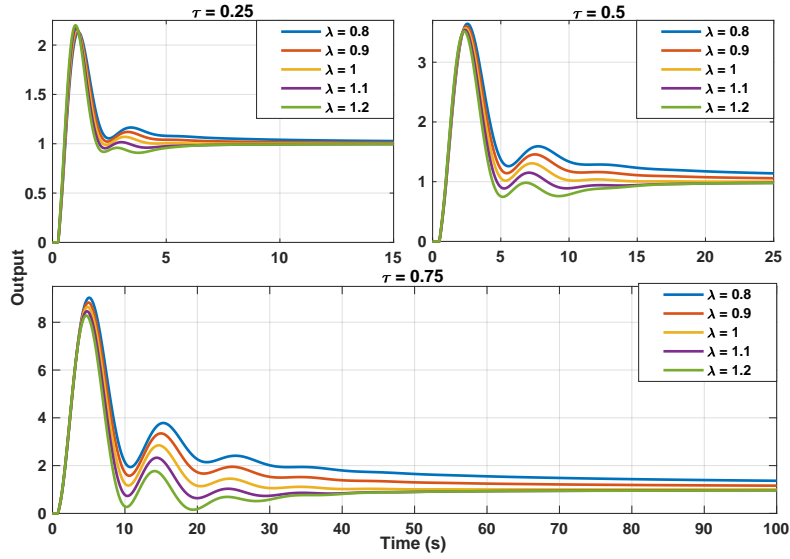 τ = 0.25
λ = 0.8
λ = 0.9
λ = 1
λ = 1.1
λ = 1.2
2
1.5
1
0.5
0
0 5 10 15
τ = 0.5
λ = 0.8
λ = 0.9
λ = 1
λ = 1.1
λ = 1.2
3
2
1
0
0 5 10 15 20 25
Output
τ = 0.75
λ = 0.8
λ = 0.9
λ = 1
λ = 1.1
λ = 1.2
8
6
4
2
0
0 10 20 30 40 50 60 70 80 90 100
Time (s)